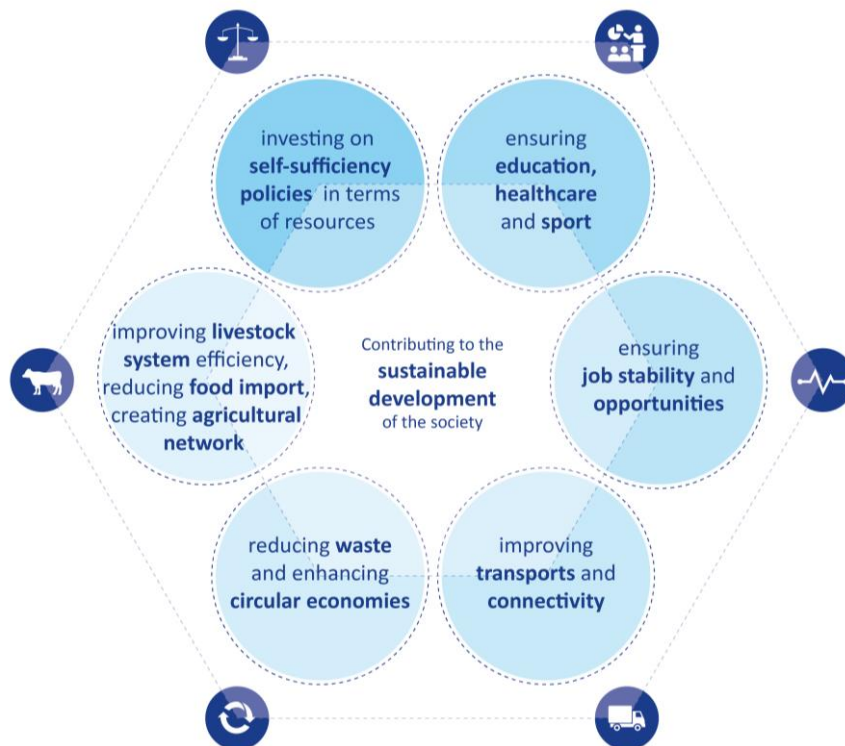 investing on
self-sufficiency
policies in terms
of resources
ensuring
education,
healthcare
and sport
improving livestock
system efficiency,
reducing food import,
creating agricultural
network
Contributing to the
sustainable
development
of the society
ensuring
job stability and
opportunities
reducing waste
and enhancing
circular economies
improving
transports and
connectivity